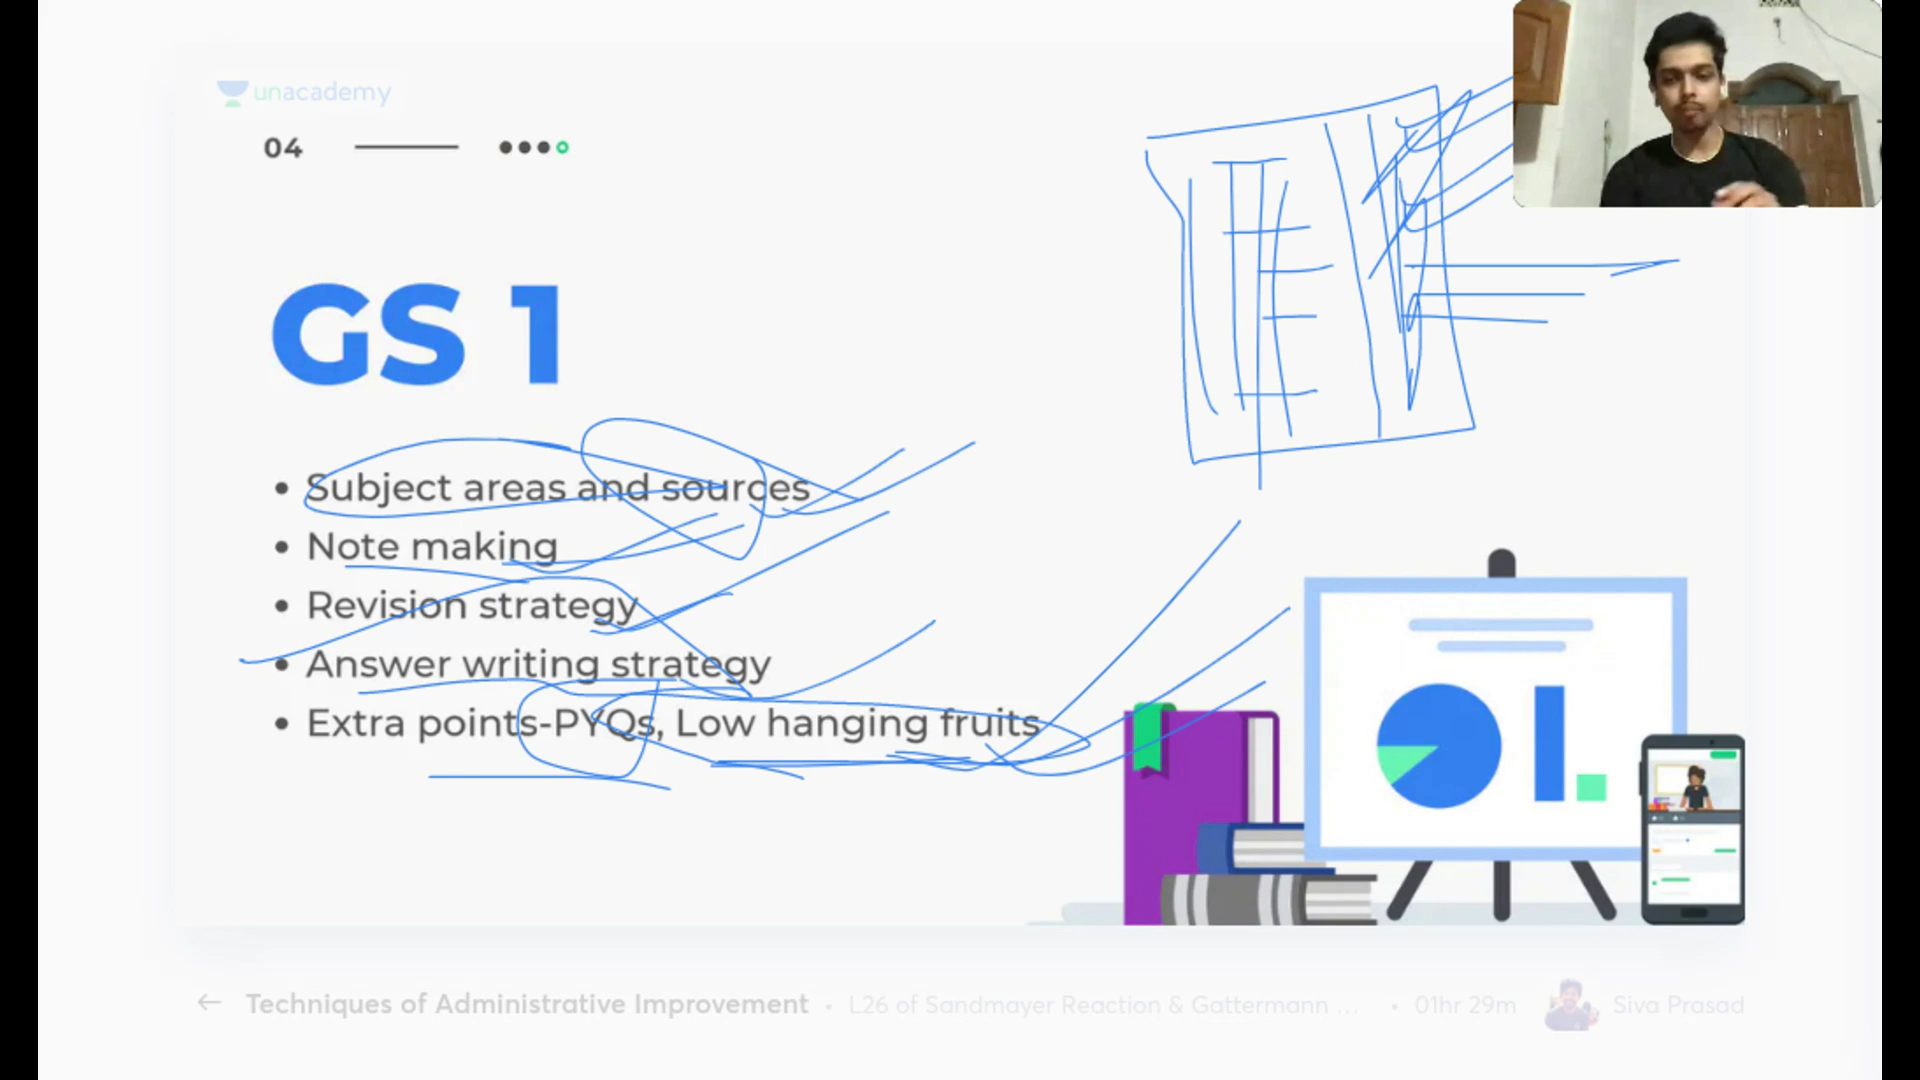 unacademy
04
GS 1
• Subject areas and sources
• Note making
• Revision strategy
• Answer writing strategy
• Extra points-PYQs, Low hanging fruits
← Techniques of Administrative Improvement • L26 of Sandmayer Reaction & Gattermann ... • 01hr 29m Siva Prasad